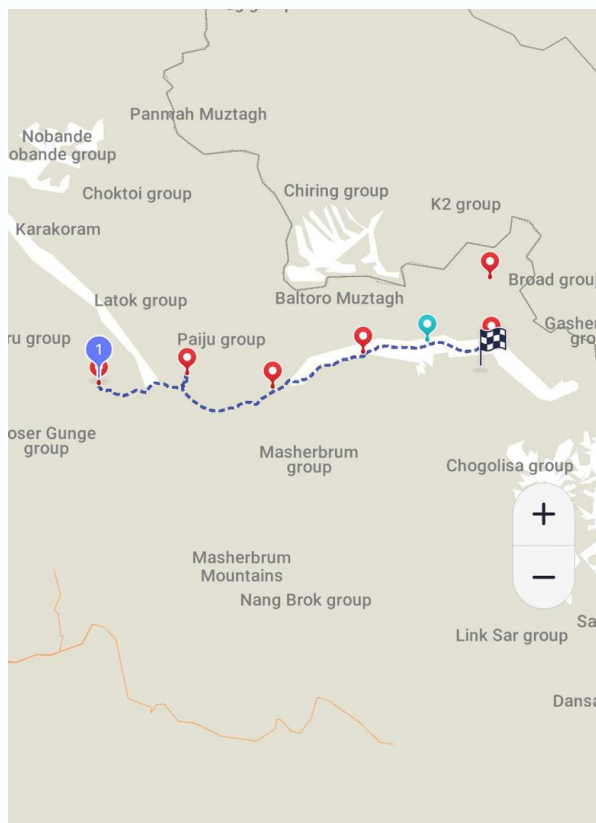 Panmah Muztagh
Nobande
obande group
Choktoi group
Chiring group
K2 group
Karakoram
Broad group
Latok group
Baltoro Muztagh
ru group
Paiju group
Gasher
gro
1
oser Gunge
group
Masherbrum
group
Chogolisa group
+
Masherbrum
Mountains
−
Nang Brok group
Sa
Link Sar group
Dansa